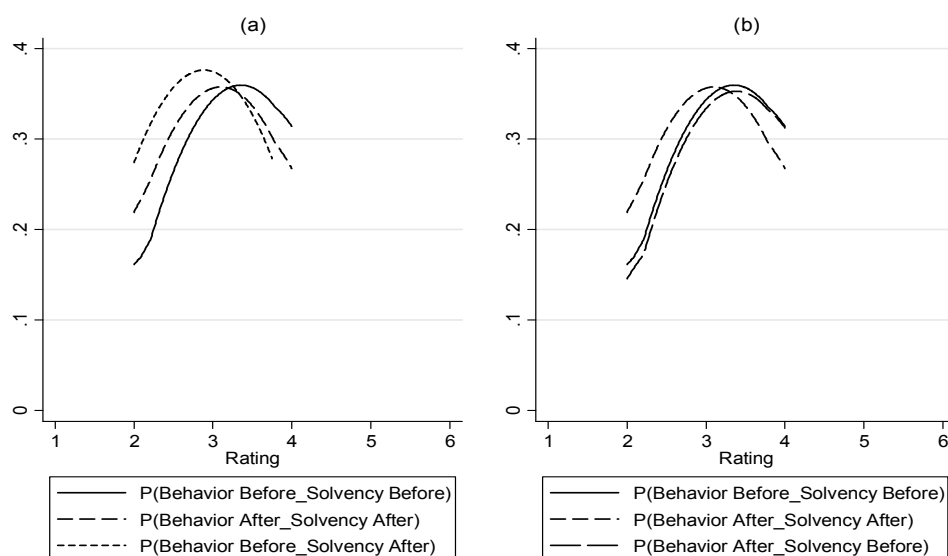 (a)
.4
.3
.2
.1
0
1 2 3 4 5 6
Rating
P(Behavior Before_Solvency Before)
P(Behavior After_Solvency After)
P(Behavior Before_Solvency After)
(b)
.4
.3
.2
.1
0
1 2 3 4 5 6
Rating
P(Behavior Before_Solvency Before)
P(Behavior After_Solvency After)
P(Behavior After_Solvency Before)